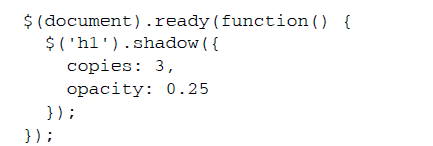 $(document).ready(function() {
  $('h1').shadow({
    copies: 3,
    opacity: 0.25
  });
});